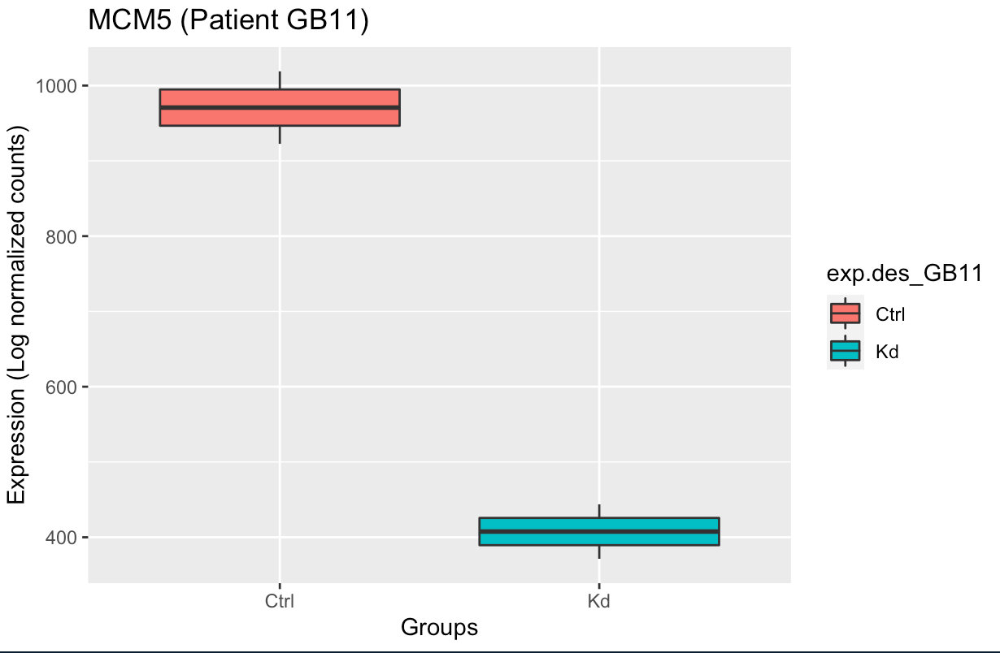 MCM5 (Patient GB11)
Expression (Log normalized counts)
1000
800
600
400
Ctrl
Kd
Groups
exp.des_GB11
Ctrl
Kd